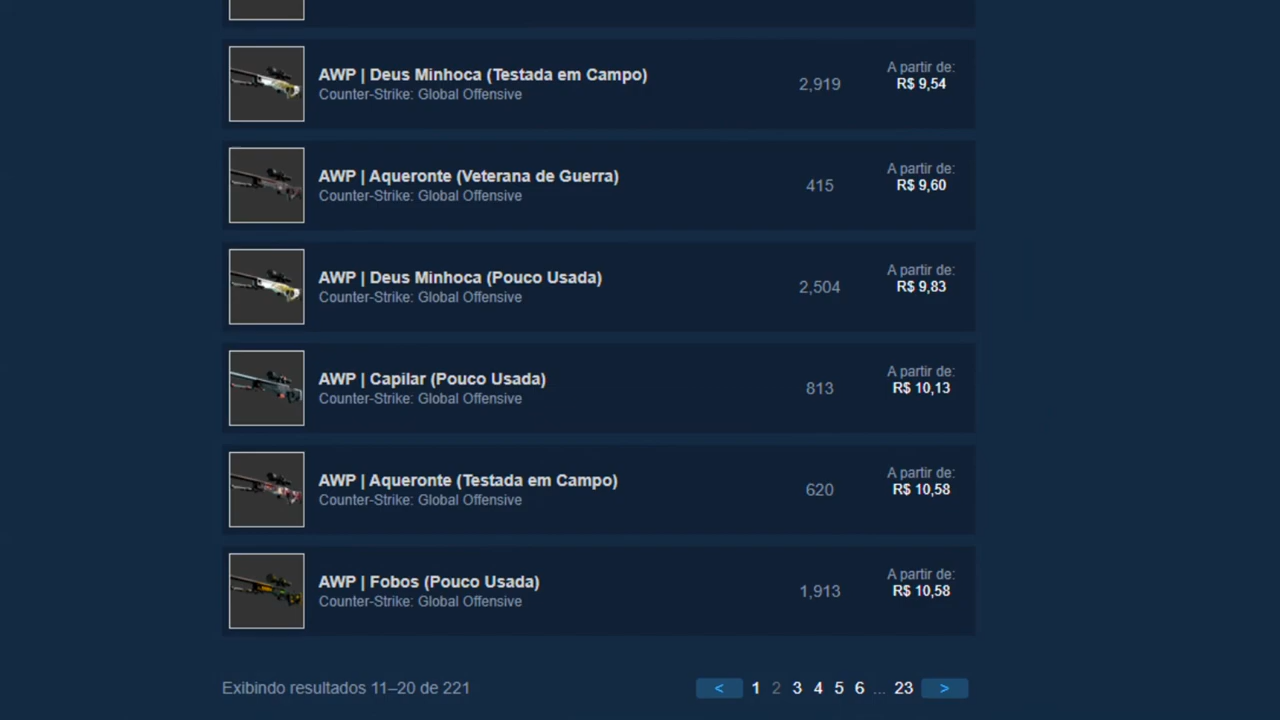 AWP | Deus Minhoca (Testada em Campo)
Counter-Strike: Global Offensive
2,919
A partir de:
R$ 9,54
AWP | Aqueronte (Veterana de Guerra)
Counter-Strike: Global Offensive
415
A partir de:
R$ 9,60
AWP | Deus Minhoca (Pouco Usada)
Counter-Strike: Global Offensive
2,504
A partir de:
R$ 9,83
AWP | Capilar (Pouco Usada)
Counter-Strike: Global Offensive
813
A partir de:
R$ 10,13
AWP | Aqueronte (Testada em Campo)
Counter-Strike: Global Offensive
620
A partir de:
R$ 10,58
AWP | Fobos (Pouco Usada)
Counter-Strike: Global Offensive
1,913
A partir de:
R$ 10,58
Exibindo resultados 11–20 de 221
< 1 2 3 4 5 6 ... 23 >